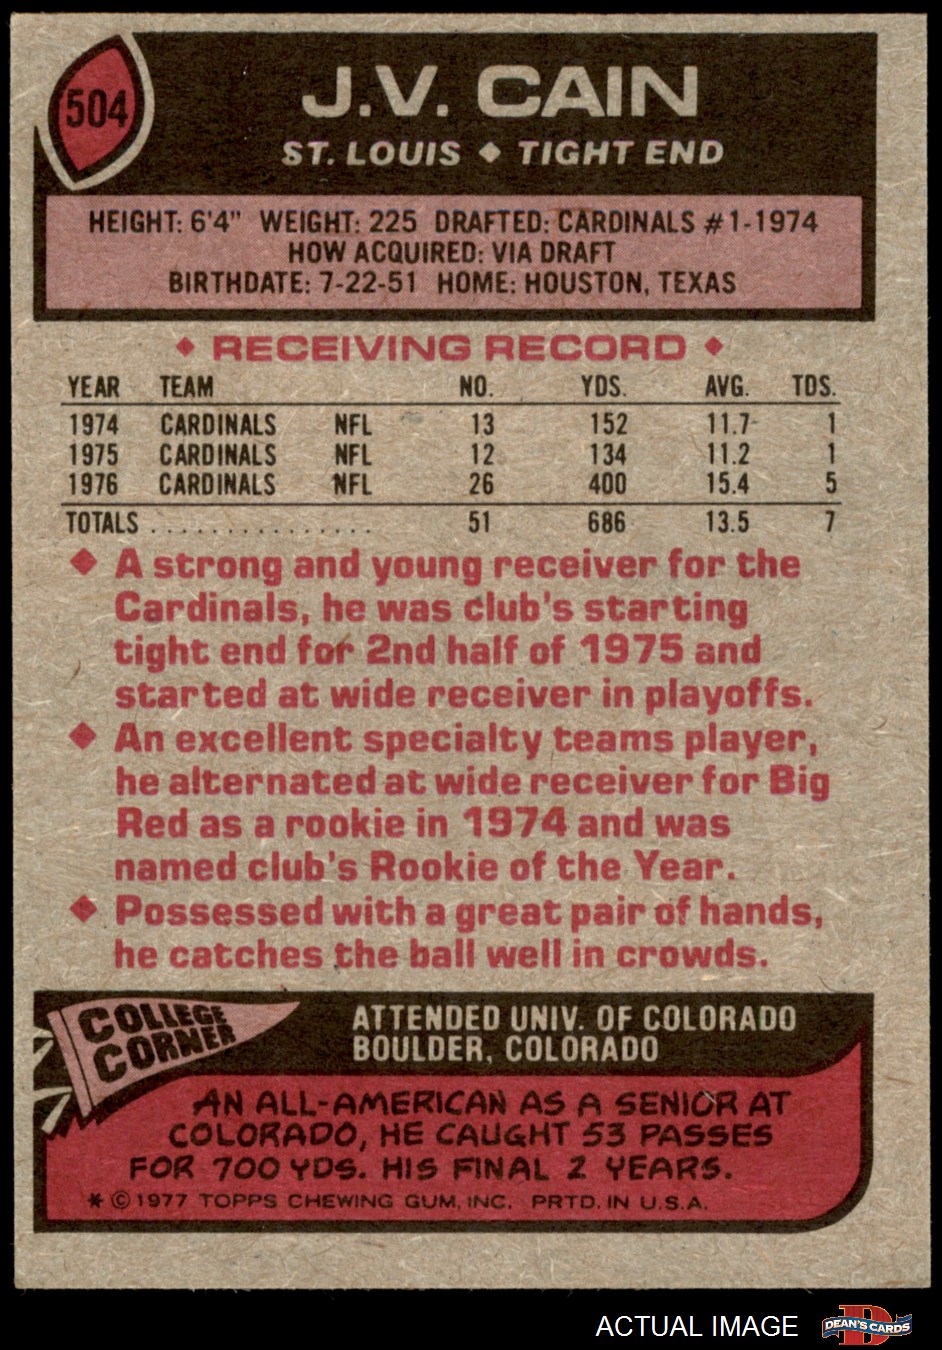 504
J.V. CAIN
ST. LOUIS ◆ TIGHT END
HEIGHT: 6'4" WEIGHT: 225 DRAFTED: CARDINALS #1-1974
HOW ACQUIRED: VIA DRAFT
BIRTHDATE: 7-22-51 HOME: HOUSTON, TEXAS
◆ RECEIVING RECORD ◆
YEAR TEAM NO. YDS. AVG. TDS.
1974 CARDINALS NFL 13 152 11.7 1
1975 CARDINALS NFL 12 134 11.2 1
1976 CARDINALS NFL 26 400 15.4 5
TOTALS ............... 51 686 13.5 7
◆ A strong and young receiver for the
Cardinals, he was club's starting
tight end for 2nd half of 1975 and
started at wide receiver in playoffs.
◆ An excellent specialty teams player,
he alternated at wide receiver for Big
Red as a rookie in 1974 and was
named club's Rookie of the Year.
◆ Possessed with a great pair of hands,
he catches the ball well in crowds.
COLLEGE
CORNER
ATTENDED UNIV. OF COLORADO
BOULDER, COLORADO
AN ALL-AMERICAN AS A SENIOR AT
COLORADO, HE CAUGHT 53 PASSES
FOR 700 YDS. HIS FINAL 2 YEARS.
* © 1977 TOPPS CHEWING GUM, INC. PRTD. IN U.S.A.
ACTUAL IMAGE
D
DEAN'S CARDS